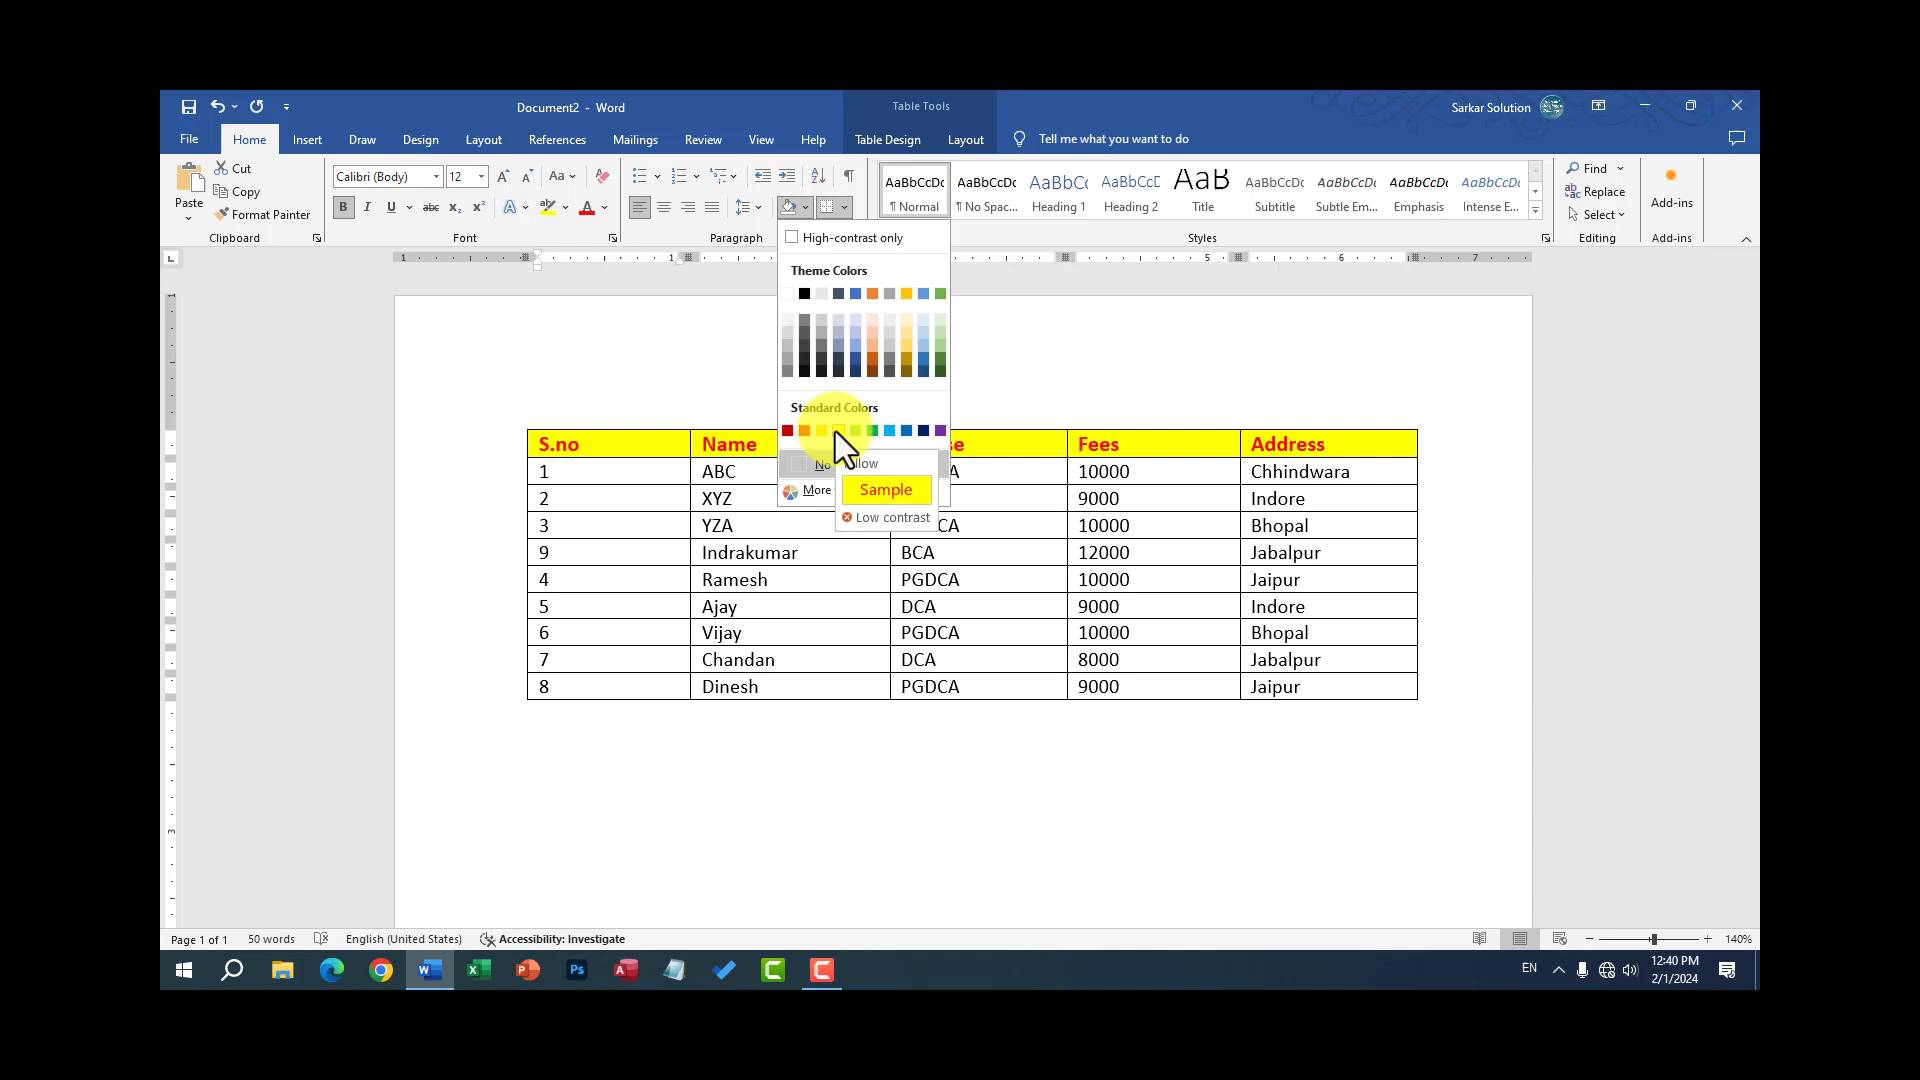 Document2 - Word
Table Tools
Sarkar Solution
File Home Insert Draw Design Layout References Mailings Review View Help Table Design Layout Tell me what you want to do
Paste
Cut
Copy
Format Painter
Clipboard
Calibri (Body) 12
Font
Paragraph
AaBbCcDc AaBbCcDc AaBbCc AaBbCcD AaB AaBbCcDc AaBbCcDc AaBbCcDc AaBbCcDc
¶ Normal ¶ No Spac... Heading 1 Heading 2 Title Subtitle Subtle Em... Emphasis Intense E...
Styles
Find
Replace
Select
Editing
Add-ins
Add-ins
High-contrast only
Theme Colors
Standard Colors
No
More
Sample
Low contrast
S.no Name Fees Address
1 ABC 10000 Chhindwara
2 XYZ 9000 Indore
3 YZA 10000 Bhopal
9 Indrakumar BCA 12000 Jabalpur
4 Ramesh PGDCA 10000 Jaipur
5 Ajay DCA 9000 Indore
6 Vijay PGDCA 10000 Bhopal
7 Chandan DCA 8000 Jabalpur
8 Dinesh PGDCA 9000 Jaipur
Page 1 of 1 50 words English (United States) Accessibility: Investigate 140%
EN 12:40 PM
2/1/2024